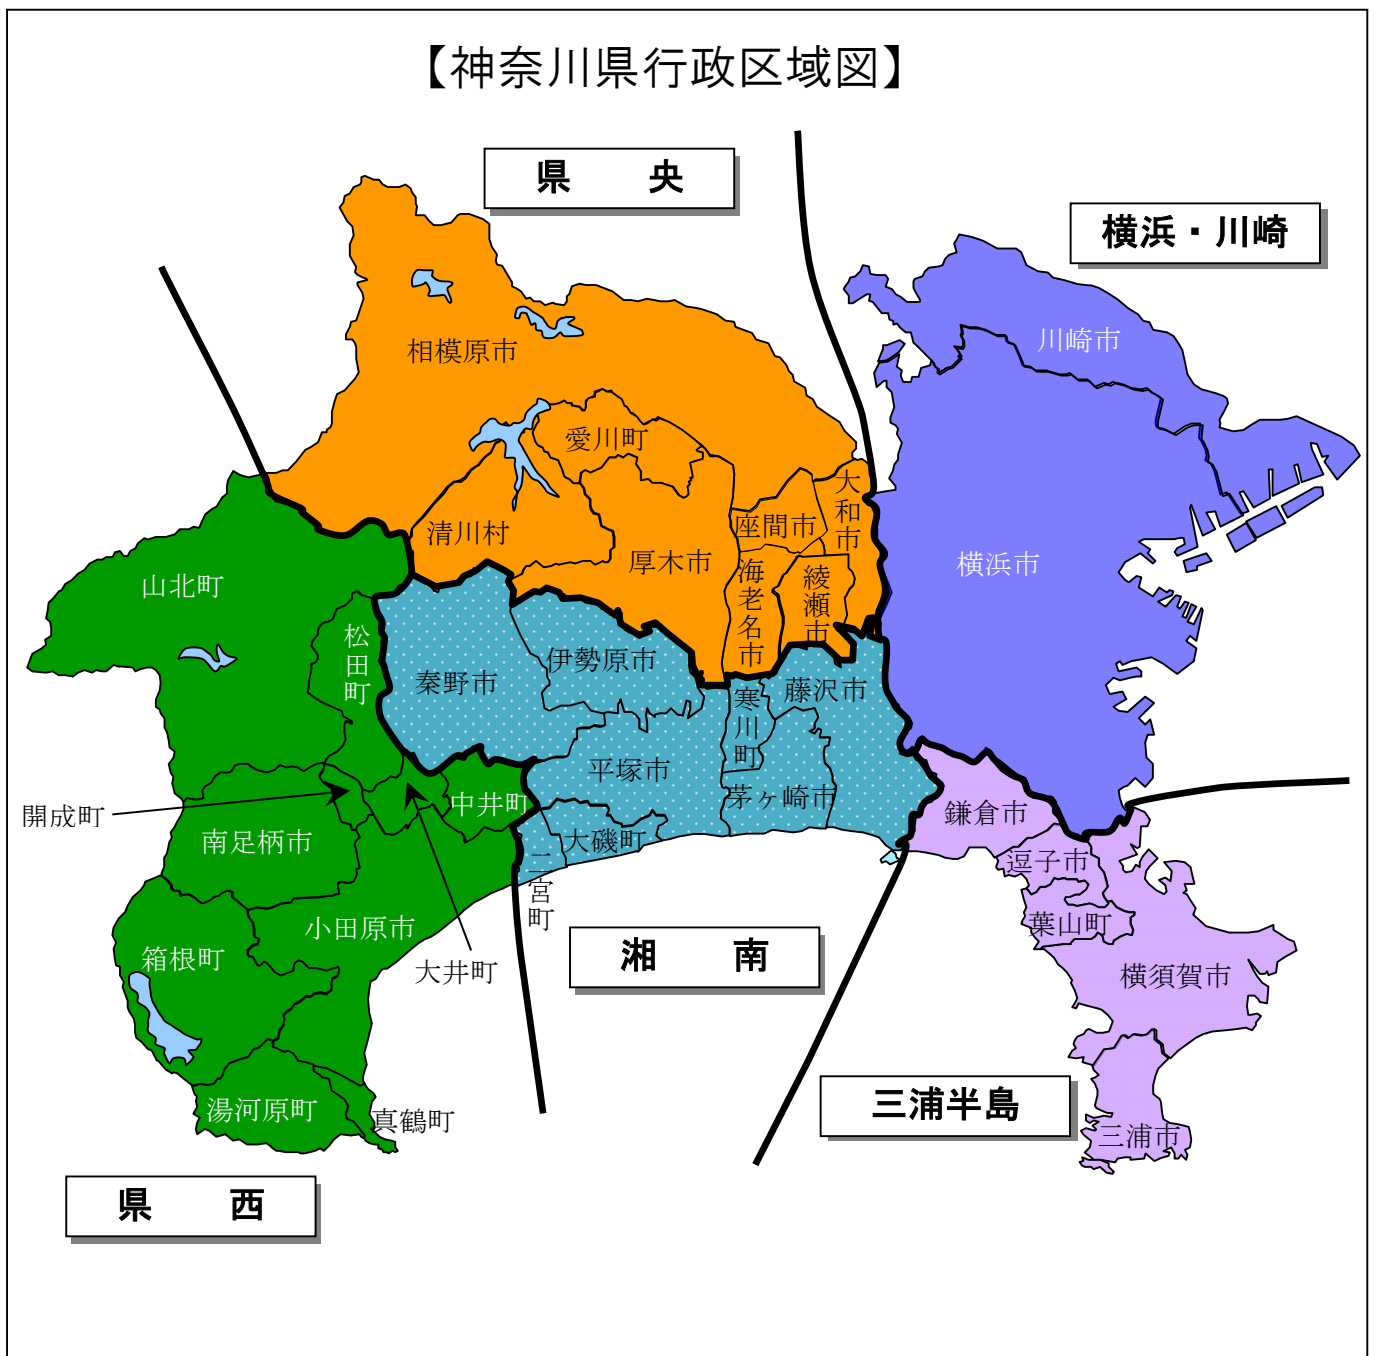 【神奈川県行政区域図】
県 央
横浜・川崎
川崎市
相模原市
愛川町
大和市
座間市
清川村
厚木市
海老名市
綾瀬市
横浜市
山北町
松田町
秦野市
伊勢原市
寒川町
藤沢市
平塚市
茅ヶ崎市
中井町
開成町
南足柄市
大磯町
二宮町
鎌倉市
逗子市
葉山町
小田原市
大井町
箱根町
湘 南
横須賀市
湯河原町
真鶴町
三浦半島
三浦市
県 西